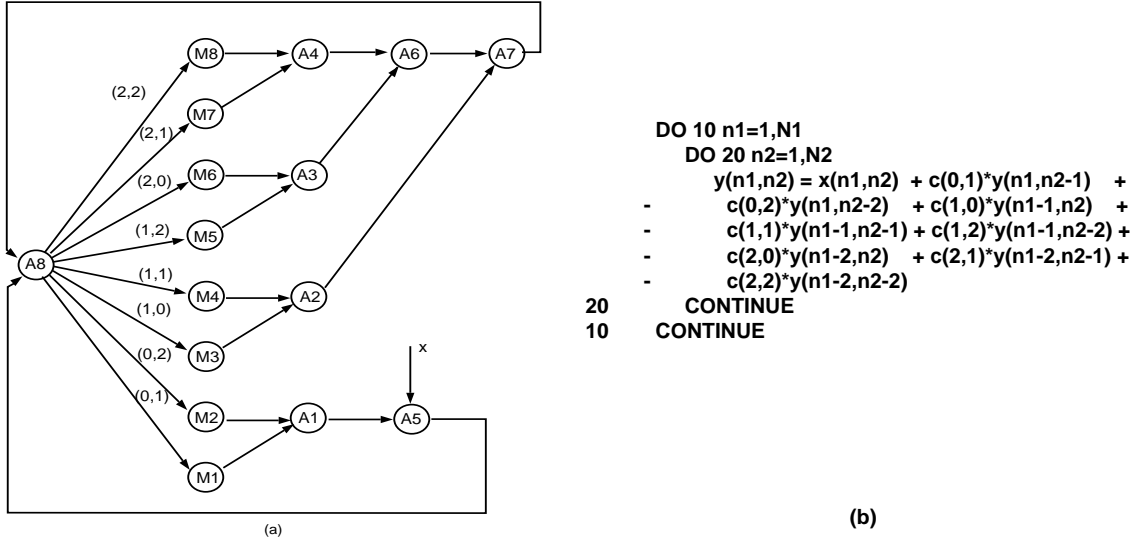 M8
A4
A6
A7
(2,2)
M7
(2,1)
M6
A3
(2,0)
M5
(1,2)
A8
(1,1)
M4
A2
(1,0)
M3
x
(0,2)
(0,1)
M2
A1
A5
M1
(a)
DO 10 n1=1,N1
DO 20 n2=1,N2
y(n1,n2) = x(n1,n2) + c(0,1)*y(n1,n2-1) +
- c(0,2)*y(n1,n2-2) + c(1,0)*y(n1-1,n2) +
- c(1,1)*y(n1-1,n2-1) + c(1,2)*y(n1-1,n2-2) +
- c(2,0)*y(n1-2,n2) + c(2,1)*y(n1-2,n2-1) +
- c(2,2)*y(n1-2,n2-2)
20 CONTINUE
10 CONTINUE
(b)